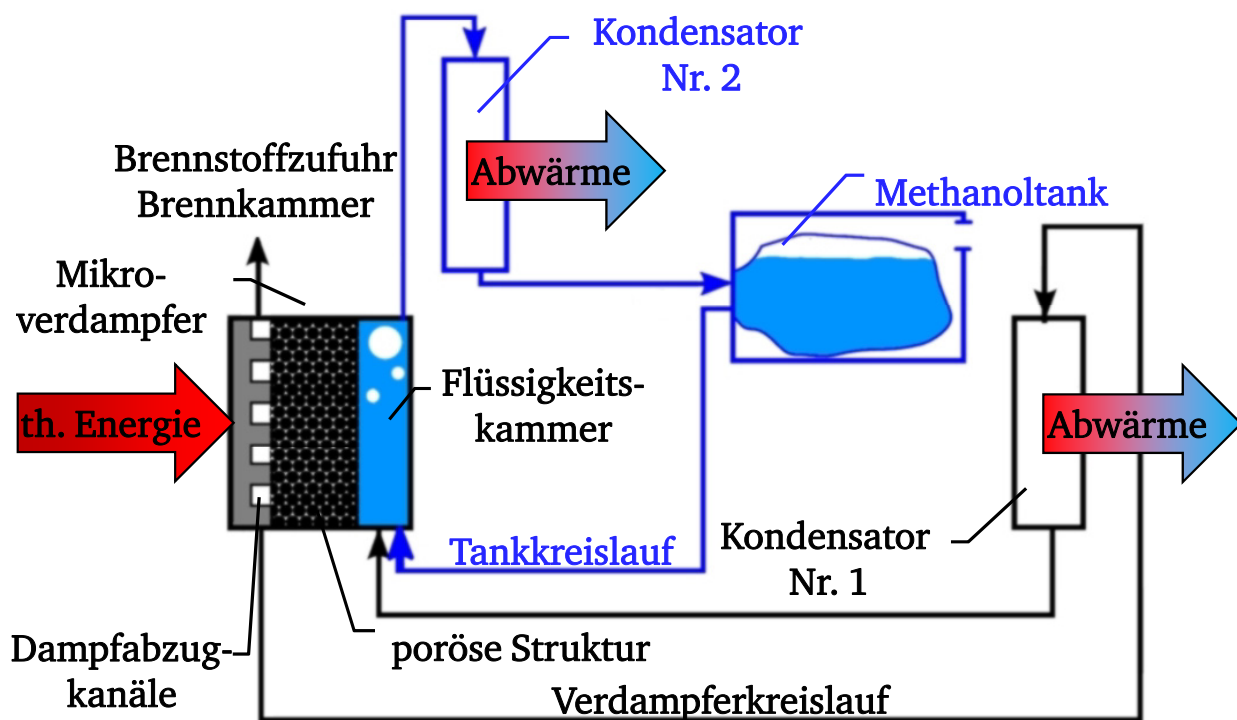 Kondensator
Nr. 2
Brennstoffzufuhr
Brennkammer
Abwärme
Methanoltank
Mikro-
verdampfer
Flüssigkeits-
kammer
th. Energie
Abwärme
Tankkreislauf
Kondensator
Nr. 1
Dampfabzug-
kanäle
poröse Struktur
Verdampferkreislauf